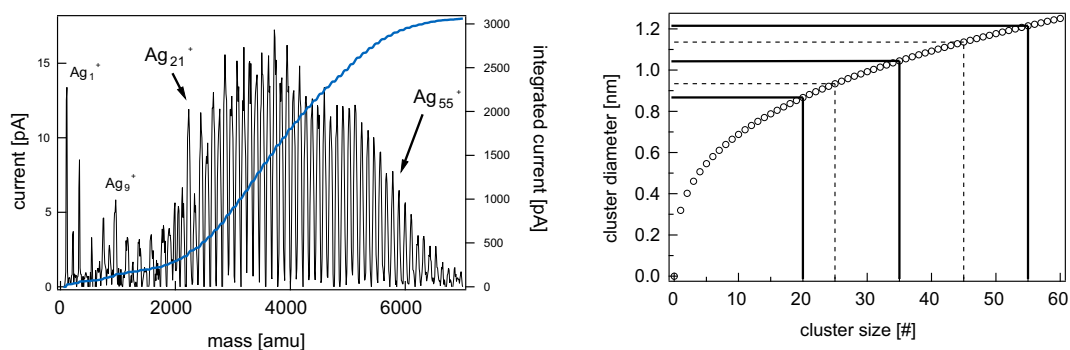 Ag₁⁺
Ag₂₁⁺
Ag₉⁺
Ag₅₅⁺
15
10
5
0
current [pA]
3000
2500
2000
1500
1000
500
0
integrated current
[pA]
0
2000
4000
6000
mass [amu]
1.2
1.0
0.8
0.6
0.4
0.2
0.0
cluster diameter [nm]
0
10
20
30
40
50
60
cluster size [#]